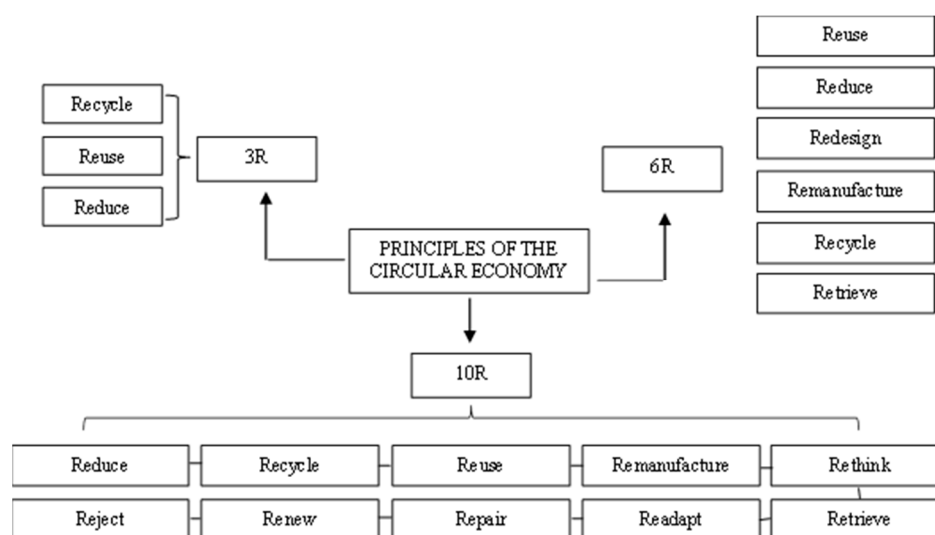 Recycle
Reuse
Reduce
3R
6R
Reuse
Reduce
Redesign
Remanufacture
Recycle
Retrieve
PRINCIPLES OF THE
CIRCULAR ECONOMY
10R
Reduce
Recycle
Reuse
Remanufacture
Rethink
Reject
Renew
Repair
Readapt
Retrieve